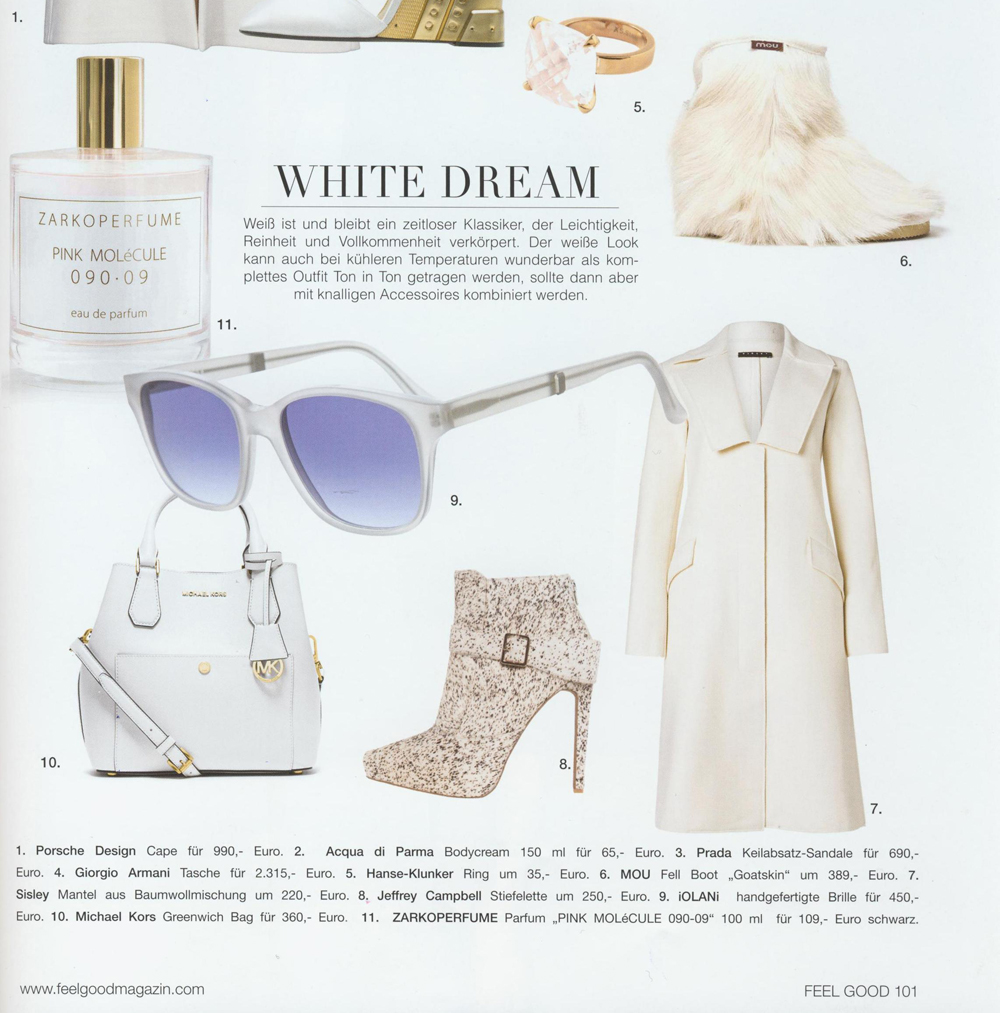 1.
5.
mou
6.
ZARKOPERFUME
PINK MOLéCULE
090·09
eau de parfum
11.
WHITE DREAM
Weiß ist und bleibt ein zeitloser Klassiker, der Leichtigkeit,
Reinheit und Vollkommenheit verkörpert. Der weiße Look
kann auch bei kühleren Temperaturen wunderbar als kom-
plettes Outfit Ton in Ton getragen werden, sollte dann aber
mit knalligen Accessoires kombiniert werden.
9.
MICHAEL KORS
MK
10.
8.
7.
1. Porsche Design Cape für 990,- Euro. 2. Acqua di Parma Bodycream 150 ml für 65,- Euro. 3. Prada Keilabsatz-Sandale für 690,-
Euro. 4. Giorgio Armani Tasche für 2.315,- Euro. 5. Hanse-Klunker Ring um 35,- Euro. 6. MOU Fell Boot „Goatskin“ um 389,- Euro. 7.
Sisley Mantel aus Baumwollmischung um 220,- Euro. 8. Jeffrey Campbell Stiefelette um 250,- Euro. 9. iOLANi handgefertigte Brille für 450,-
Euro. 10. Michael Kors Greenwich Bag für 360,- Euro. 11. ZARKOPERFUME Parfum „PINK MOLéCULE 090-09“ 100 ml für 109,- Euro schwarz.
www.feelgoodmagazin.com
FEEL GOOD 101